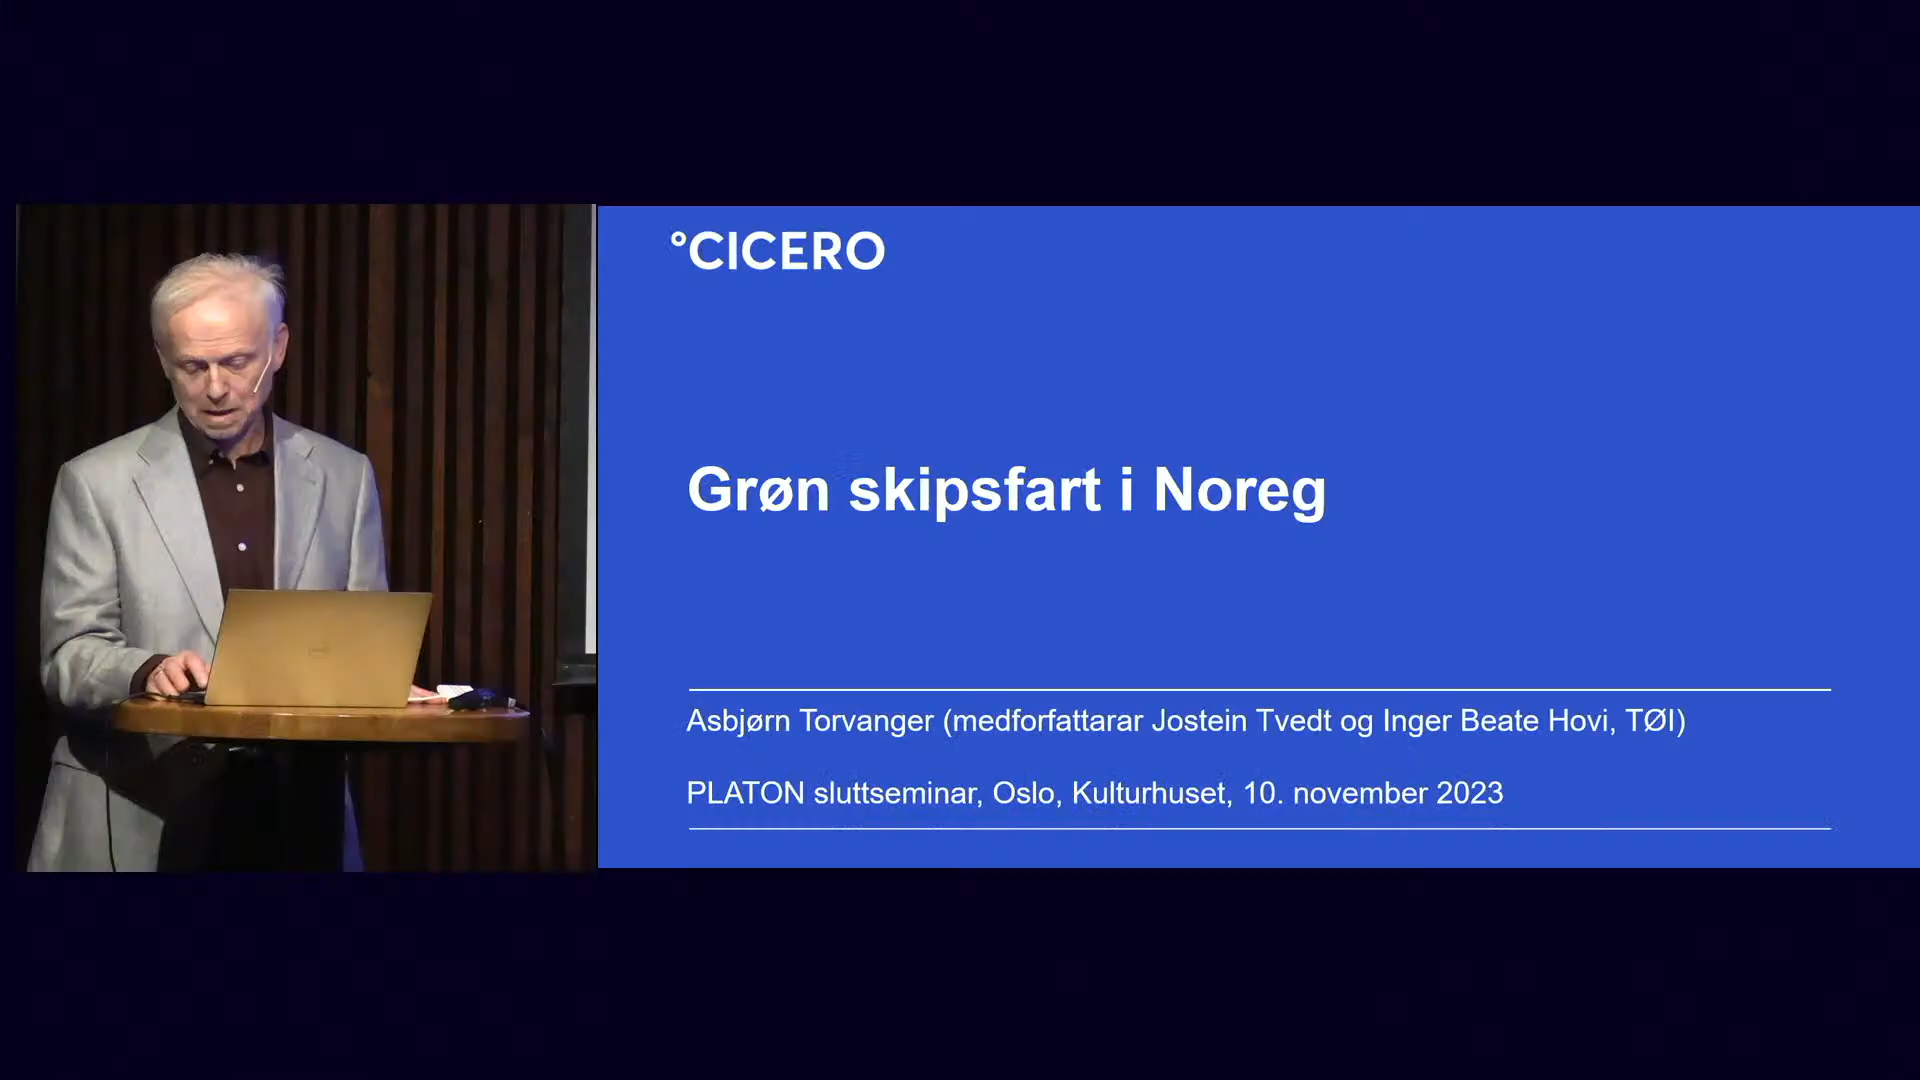 °CICERO
Grøn skipsfart i Noreg
Asbjørn Torvanger (medforfattarar Jostein Tvedt og Inger Beate Hovi, TØI)
PLATON sluttseminar, Oslo, Kulturhuset, 10. november 2023